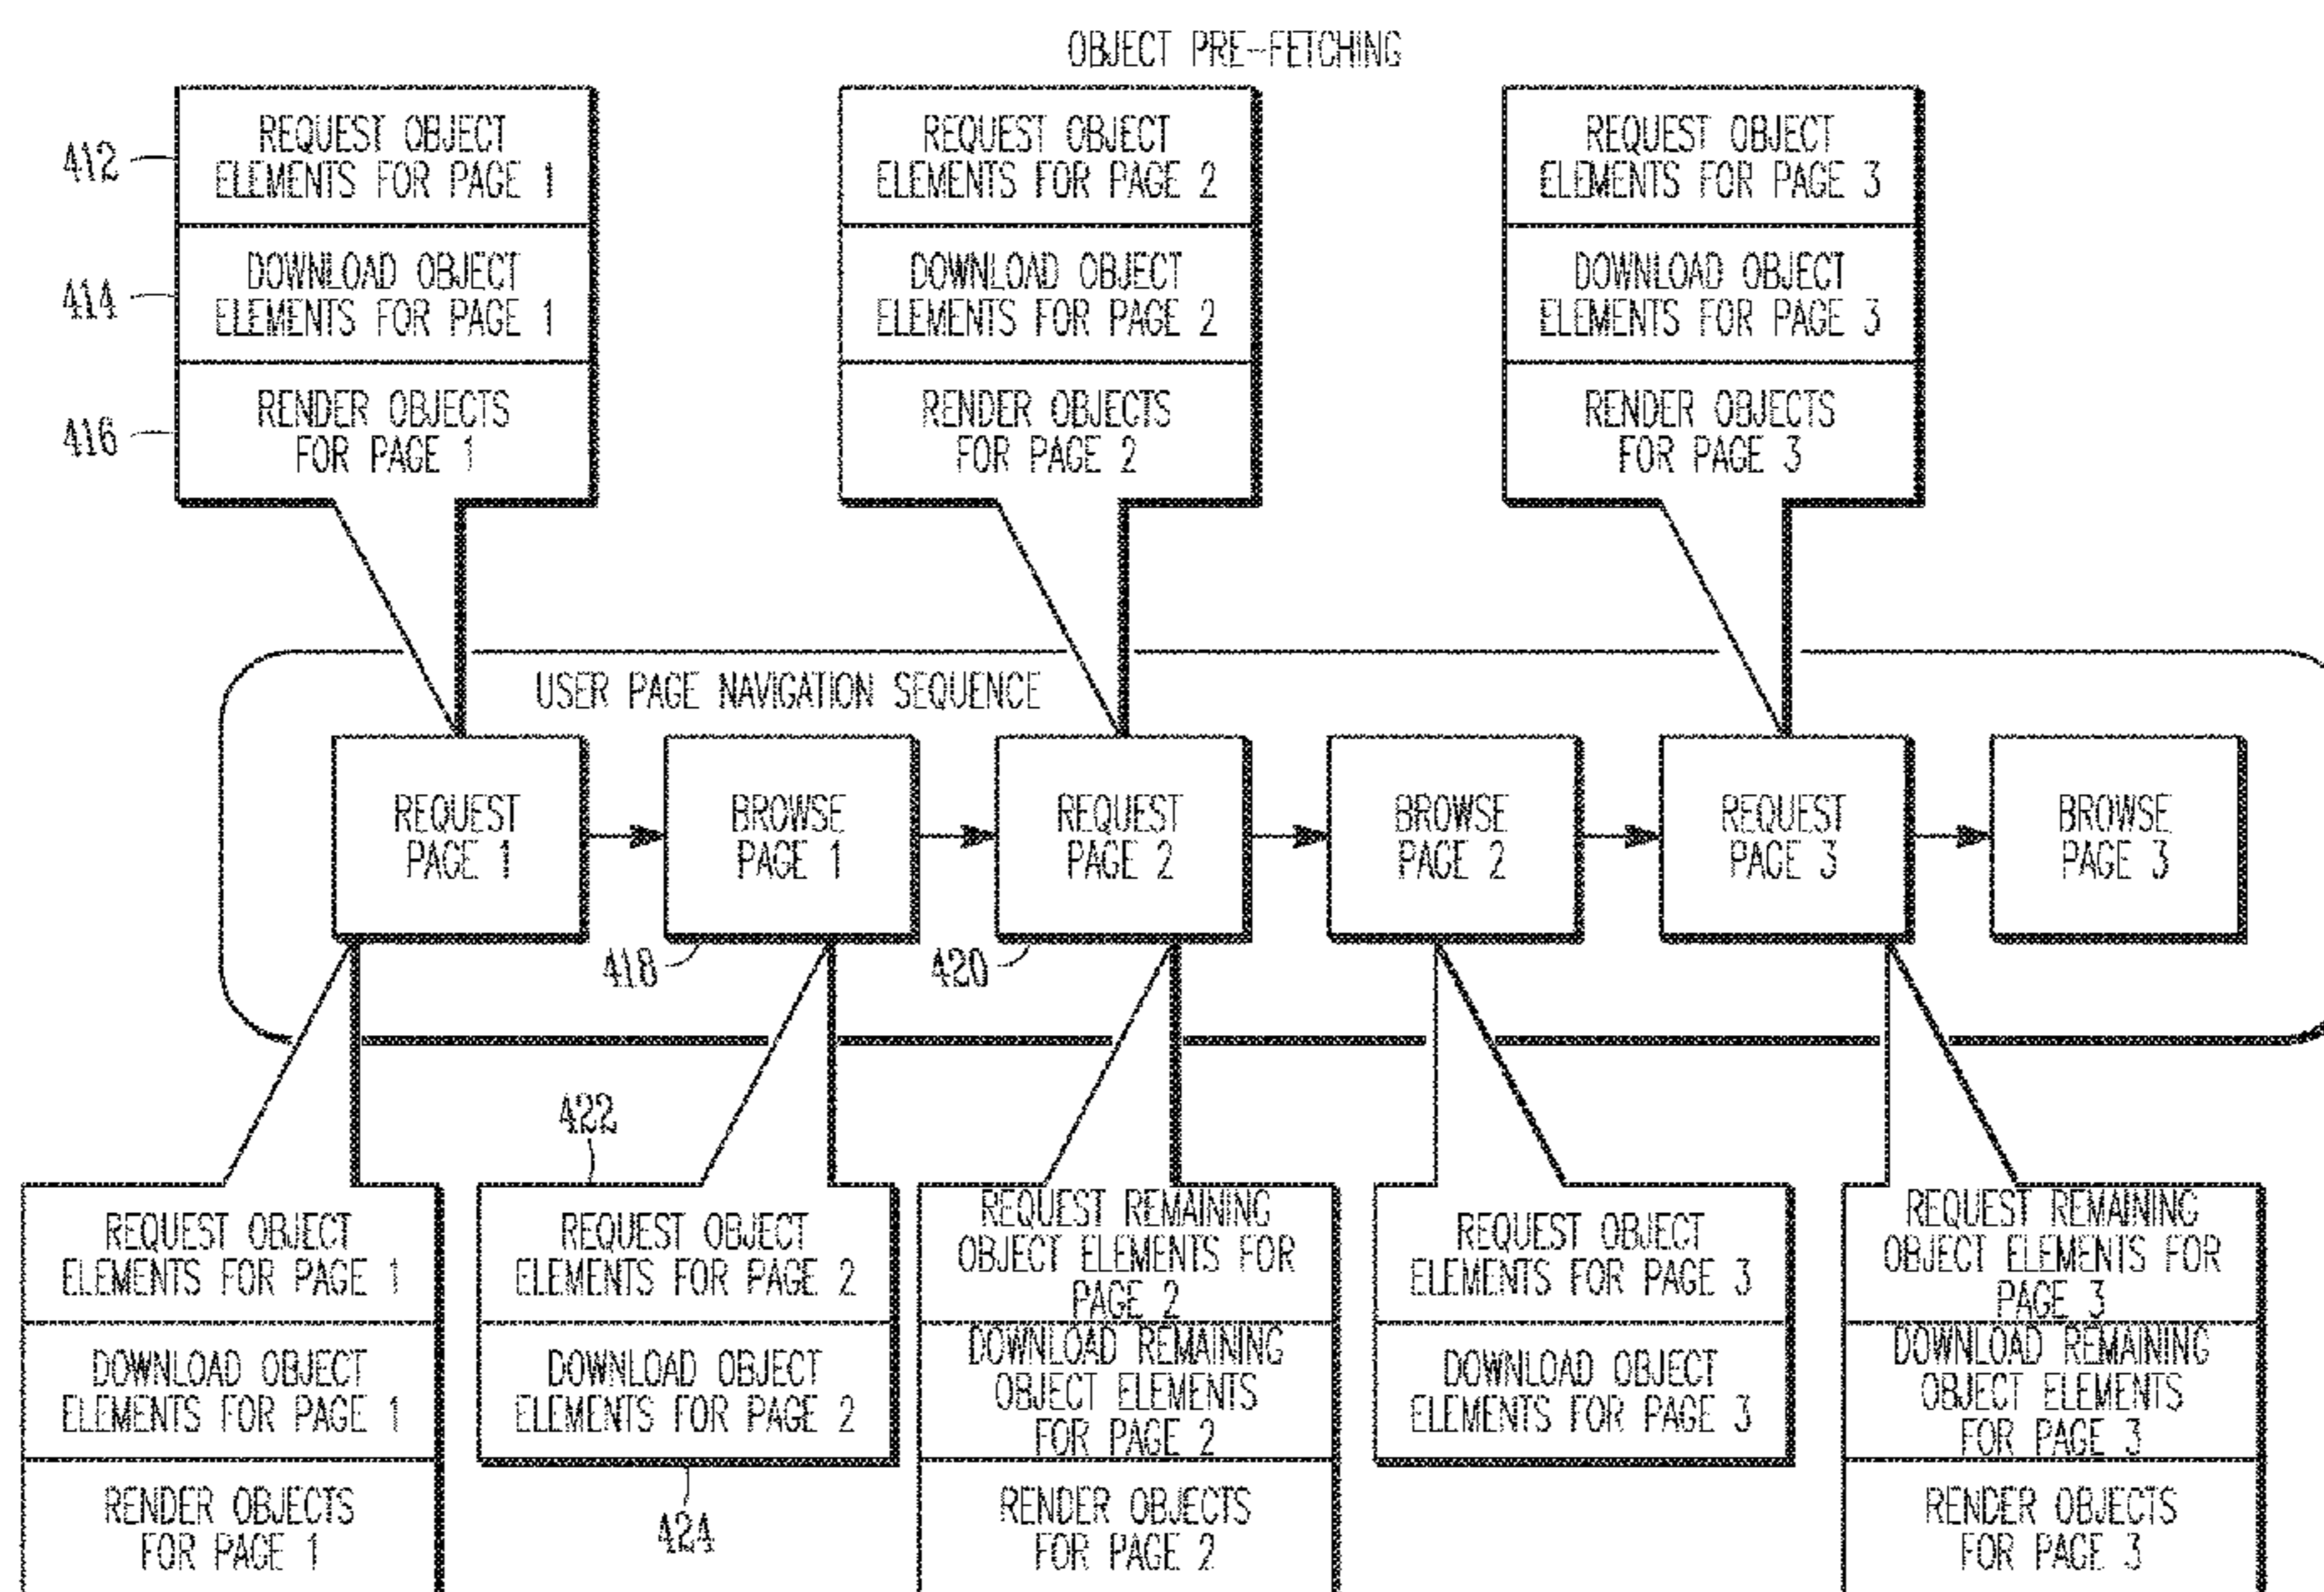 OBJECT PRE-FETCHING
412
REQUEST OBJECT
ELEMENTS FOR PAGE 1
414
DOWNLOAD OBJECT
ELEMENTS FOR PAGE 1
416
RENDER OBJECTS
FOR PAGE 1
REQUEST OBJECT
ELEMENTS FOR PAGE 2
DOWNLOAD OBJECT
ELEMENTS FOR PAGE 2
RENDER OBJECTS
FOR PAGE 2
REQUEST OBJECT
ELEMENTS FOR PAGE 3
DOWNLOAD OBJECT
ELEMENTS FOR PAGE 3
RENDER OBJECTS
FOR PAGE 3
USER PAGE NAVIGATION SEQUENCE
REQUEST
PAGE 1
BROWSE
PAGE 1
418
REQUEST
PAGE 2
420
BROWSE
PAGE 2
REQUEST
PAGE 3
BROWSE
PAGE 3
REQUEST OBJECT
ELEMENTS FOR PAGE 1
DOWNLOAD OBJECT
ELEMENTS FOR PAGE 1
RENDER OBJECTS
FOR PAGE 1
422
REQUEST OBJECT
ELEMENTS FOR PAGE 2
DOWNLOAD OBJECT
ELEMENTS FOR PAGE 2
424
REQUEST REMAINING
OBJECT ELEMENTS FOR
PAGE 2
DOWNLOAD REMAINING
OBJECT ELEMENTS
FOR PAGE 2
RENDER OBJECTS
FOR PAGE 2
REQUEST OBJECT
ELEMENTS FOR PAGE 3
DOWNLOAD OBJECT
ELEMENTS FOR PAGE 3
REQUEST REMAINING
OBJECT ELEMENTS FOR
PAGE 3
DOWNLOAD REMAINING
OBJECT ELEMENTS
FOR PAGE 3
RENDER OBJECTS
FOR PAGE 3